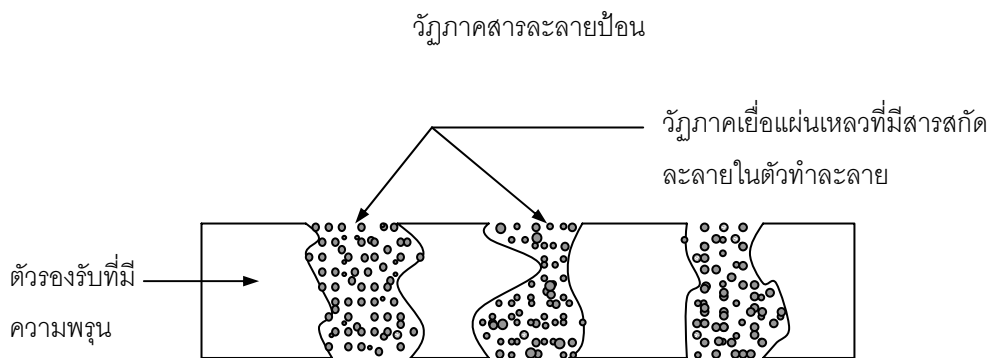 วัฏภาคสารละลายป้อน
วัฏภาคเยื่อแผ่นเหลวที่มีสารสกัด
ละลายในตัวทำละลาย
ตัวรองรับที่มี
ความพรุน